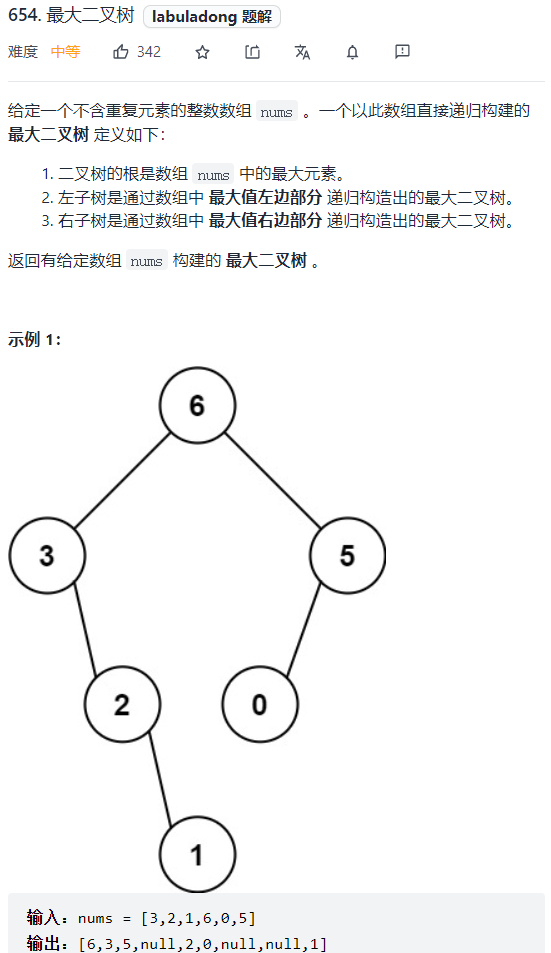 654. 最大二叉树 labuladong 题解
难度 中等 342
给定一个不含重复元素的整数数组 nums 。一个以此数组直接递归构建的
最大二叉树 定义如下：
1. 二叉树的根是数组 nums 中的最大元素。
2. 左子树是通过数组中 最大值左边部分 递归构造出的最大二叉树。
3. 右子树是通过数组中 最大值右边部分 递归构造出的最大二叉树。
返回有给定数组 nums 构建的 最大二叉树 。
示例 1：
6
3 5
2 0
1
输入：nums = [3,2,1,6,0,5]
输出：[6,3,5,null,2,0,null,null,1]